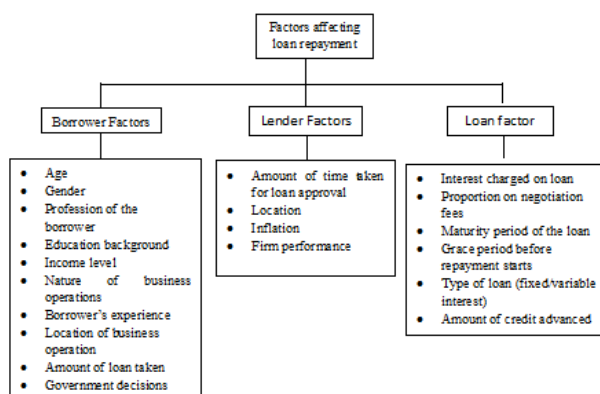 Factors affecting
loan repayment
Borrower Factors
Lender Factors
Loan factor
• Age
• Gender
• Profession of the
borrower
• Education background
• Income level
• Nature of business
operations
• Borrower's experience
• Location of business
operation
• Amount of loan taken
• Government decisions
• Amount of time taken
for loan approval
• Location
• Inflation
• Firm performance
• Interest charged on loan
• Proportion on negotiation
fees
• Maturity period of the loan
• Grace period before
repayment starts
• Type of loan (fixed/variable
interest)
• Amount of credit advanced